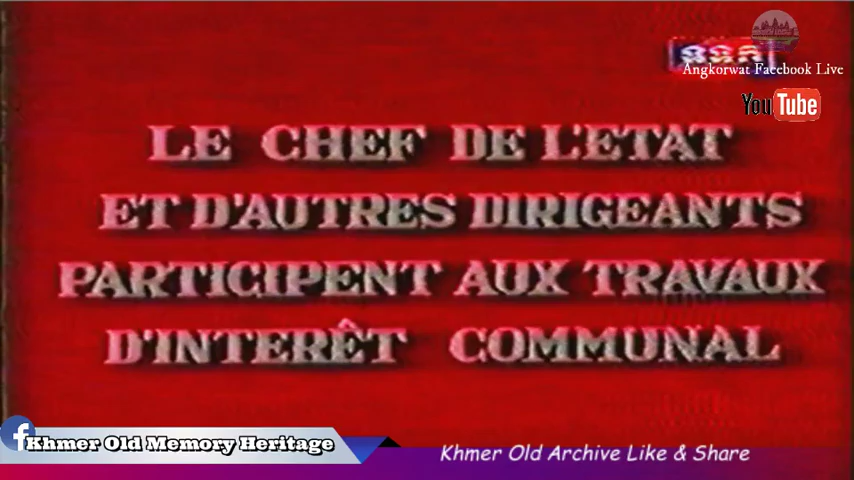 Angkorwat Facebook Live
YouTube
LE CHEF DE L'ETAT
ET D'AUTRES DIRIGEANTS
PARTICIPENT AUX TRAVAUX
D'INTERÊT COMMUNAL
f Khmer Old Memory Heritage
Khmer Old Archive Like & Share